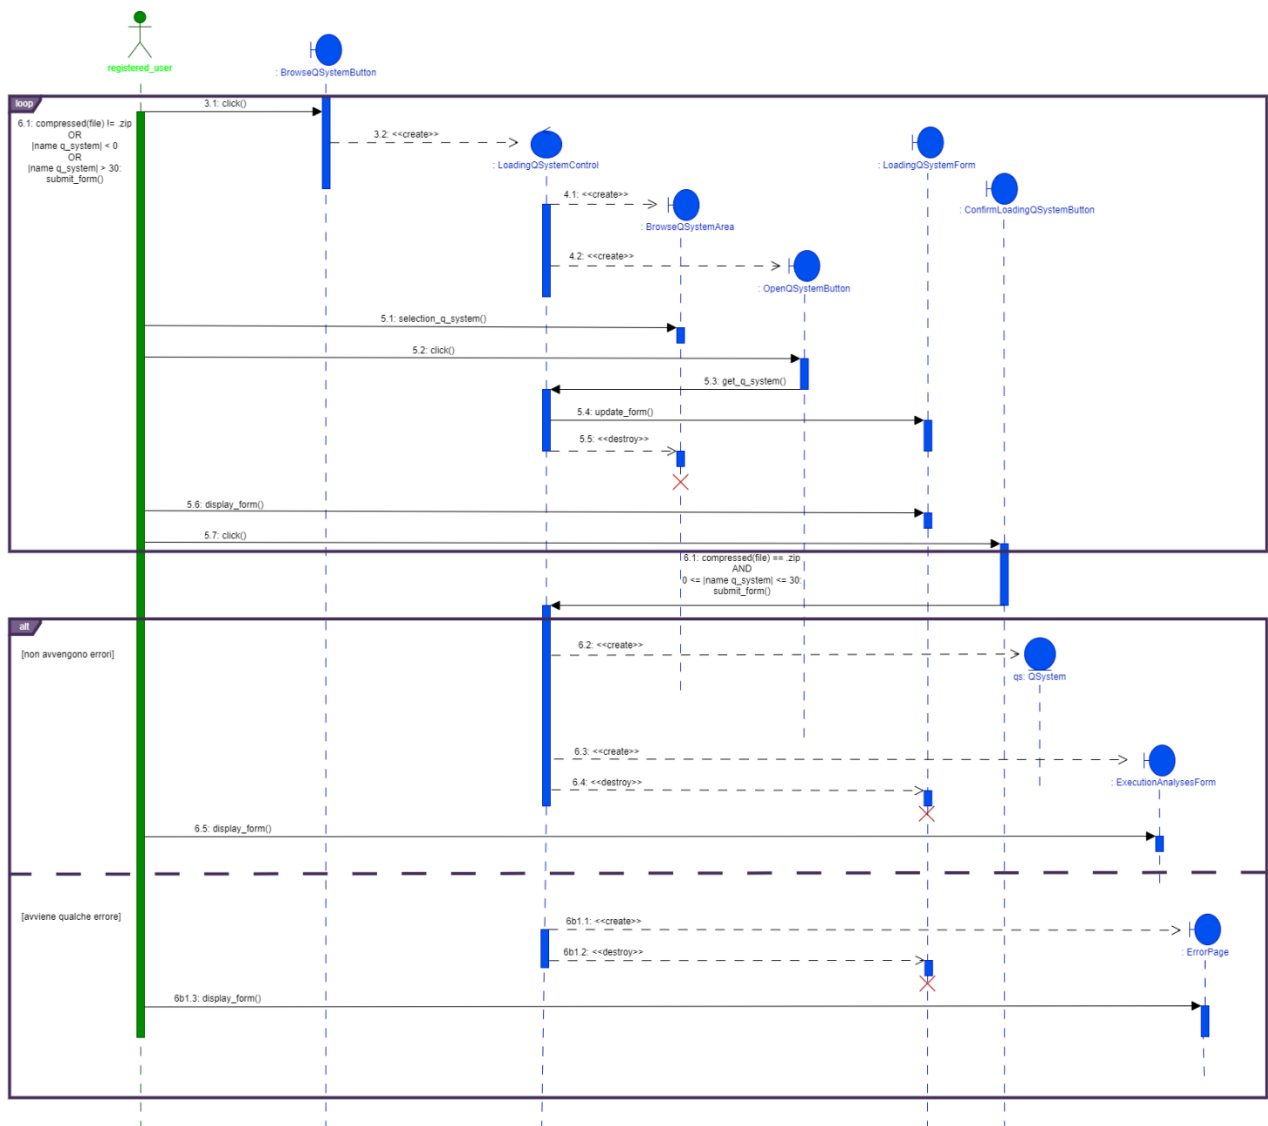 registered_user
: BrowseQSystemButton
loop
3.1: click()
6.1: compressed(file) != .zip
OR
|name q_system| < 0
OR
|name q_system| > 30:
submit_form()
3.2: <<create>>
: LoadingQSystemControl
: LoadingQSystemForm
4.1: <<create>>
: BrowseQSystemArea
: ConfirmLoadingQSystemButton
4.2: <<create>>
: OpenQSystemButton
5.1: selection_q_system()
5.2: click()
5.3: get_q_system()
5.4: update_form()
5.5: <<destroy>>
5.6: display_form()
5.7: click()
6.1: compressed(file) == .zip
AND
0 <= |name q_system| <= 30:
submit_form()
alt
[non avvengono errori]
6.2: <<create>>
qs: QSystem
6.3: <<create>>
: ExecutionAnalysesForm
6.4: <<destroy>>
6.5: display_form()
[avviene qualche errore]
6b1.1: <<create>>
: ErrorPage
6b1.2: <<destroy>>
6b1.3: display_form()